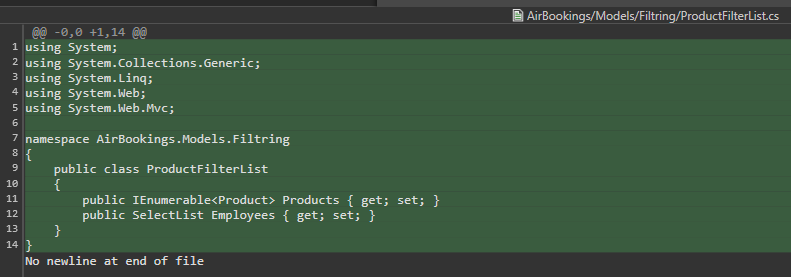 AirBookings/Models/Filtring/ProductFilterList.cs
@@ -0,0 +1,14 @@
1 using System;
2 using System.Collections.Generic;
3 using System.Linq;
4 using System.Web;
5 using System.Web.Mvc;
6
7 namespace AirBookings.Models.Filtring
8 {
9     public class ProductFilterList
10     {
11         public IEnumerable<Product> Products { get; set; }
12         public SelectList Employees { get; set; }
13     }
14 }
No newline at end of file